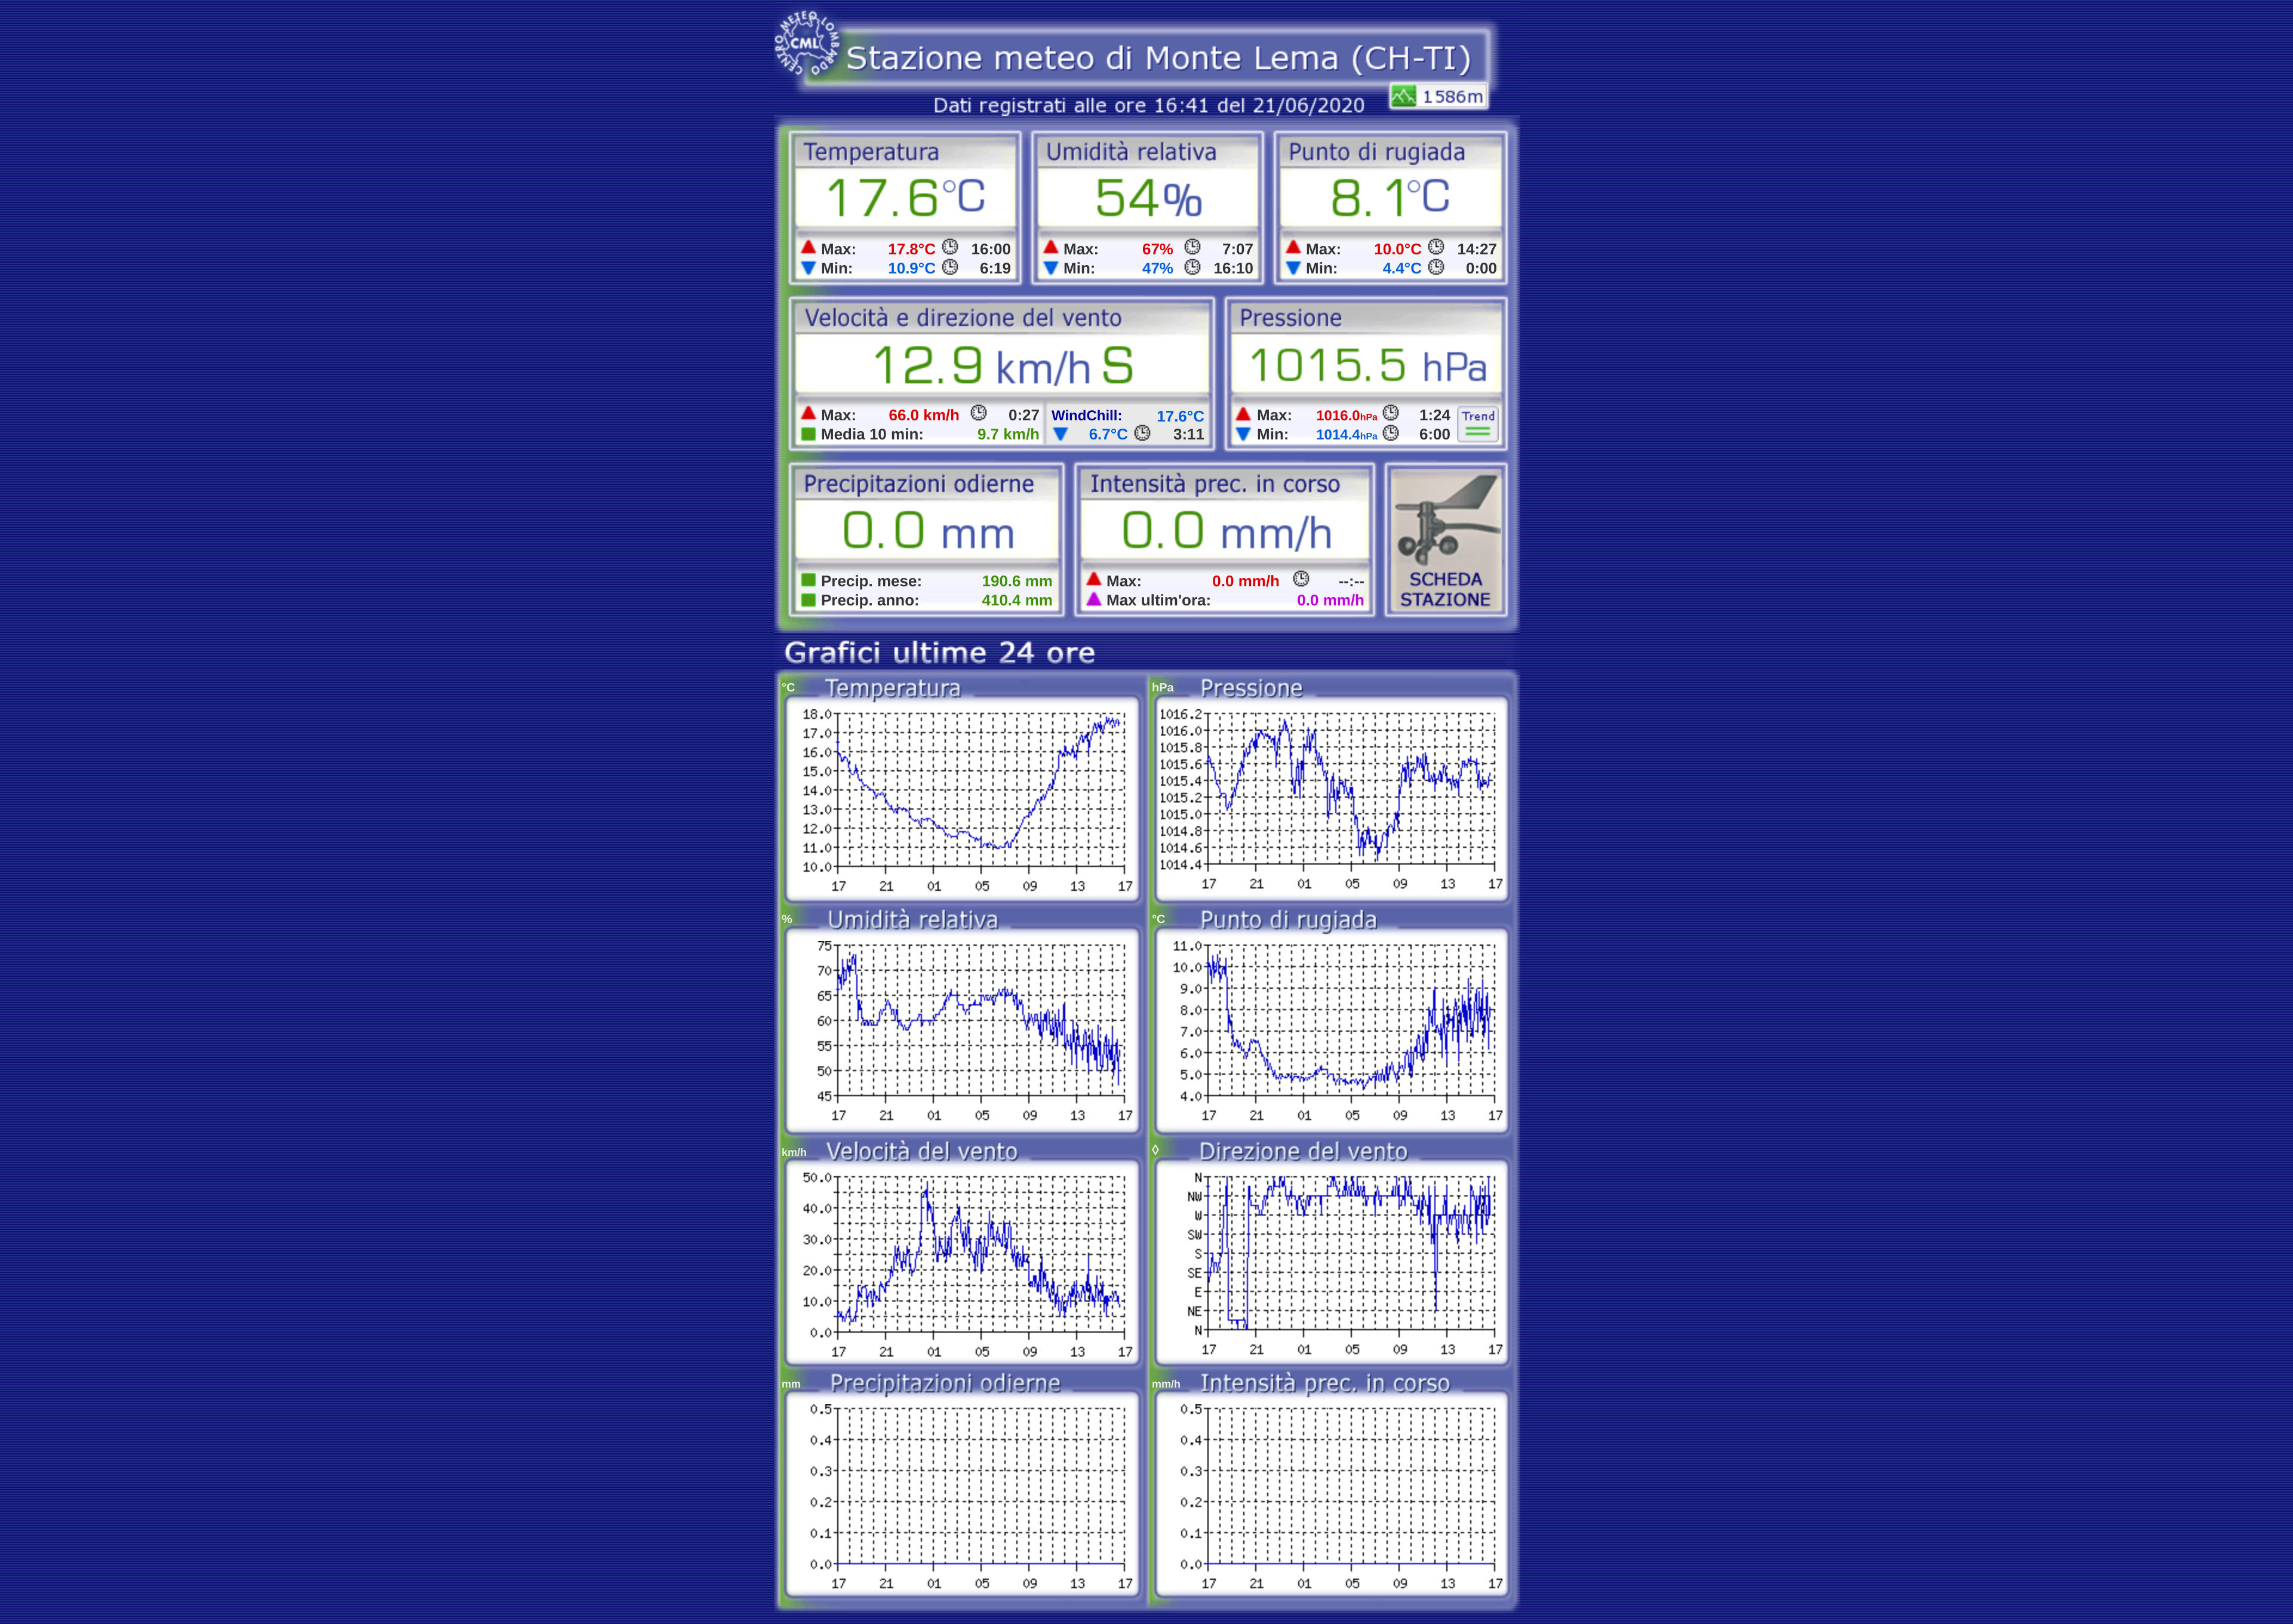 CENTRO METEO LOMBARDO
CML
Stazione meteo di Monte Lema (CH-TI)
1586m
Dati registrati alle ore 16:41 del 21/06/2020
Temperatura
17.6°C
Max: 17.8°C 16:00
Min: 10.9°C 6:19
Umidità relativa
54%
Max: 67% 7:07
Min: 47% 16:10
Punto di rugiada
8.1°C
Max: 10.0°C 14:27
Min: 4.4°C 0:00
Velocità e direzione del vento
12.9 km/h S
Max: 66.0 km/h 0:27
Media 10 min: 9.7 km/h
WindChill: 17.6°C
6.7°C 3:11
Pressione
1015.5 hPa
Max: 1016.0hPa 1:24
Min: 1014.4hPa 6:00
Trend
Precipitazioni odierne
0.0 mm
Precip. mese: 190.6 mm
Precip. anno: 410.4 mm
Intensità prec. in corso
0.0 mm/h
Max: 0.0 mm/h --:--
Max ultim'ora: 0.0 mm/h
SCHEDA
STAZIONE
Grafici ultime 24 ore
°C Temperatura
18.0
17.0
16.0
15.0
14.0
13.0
12.0
11.0
10.0
17 21 01 05 09 13 17
hPa Pressione
1016.2
1016.0
1015.8
1015.6
1015.4
1015.2
1015.0
1014.8
1014.6
1014.4
17 21 01 05 09 13 17
% Umidità relativa
75
70
65
60
55
50
45
17 21 01 05 09 13 17
°C Punto di rugiada
11.0
10.0
9.0
8.0
7.0
6.0
5.0
4.0
17 21 01 05 09 13 17
km/h Velocità del vento
50.0
40.0
30.0
20.0
10.0
0.0
17 21 01 05 09 13 17
◊ Direzione del vento
N
NW
W
SW
S
SE
E
NE
N
17 21 01 05 09 13 17
mm Precipitazioni odierne
0.5
0.4
0.3
0.2
0.1
0.0
17 21 01 05 09 13 17
mm/h Intensità prec. in corso
0.5
0.4
0.3
0.2
0.1
0.0
17 21 01 05 09 13 17